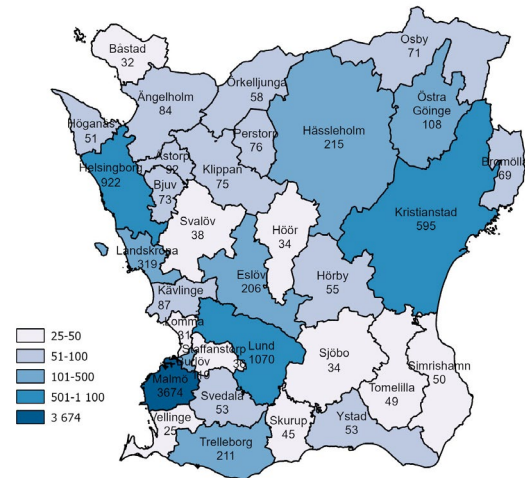 Båstad
32
Osby
71
Örkelljunga
58
Ängelholm
84
Östra
Göinge
108
Höganäs
51
Perstorp
76
Hässleholm
215
Åstorp
92
Helsingborg
922
Klippan
75
Bromölla
69
Bjuv
73
Kristianstad
595
Svalöv
38
Höör
34
Landskrona
319
Eslöv
206
Hörby
55
Kävlinge
87
Lomma
31
Staffanstorp
Lund
1070
Sjöbo
34
Simrishamn
50
Malmö
3674
Svedala
53
Tomelilla
49
Vellinge
25
Skurup
45
Ystad
53
Trelleborg
211
25-50
51-100
101-500
501-1 100
3 674